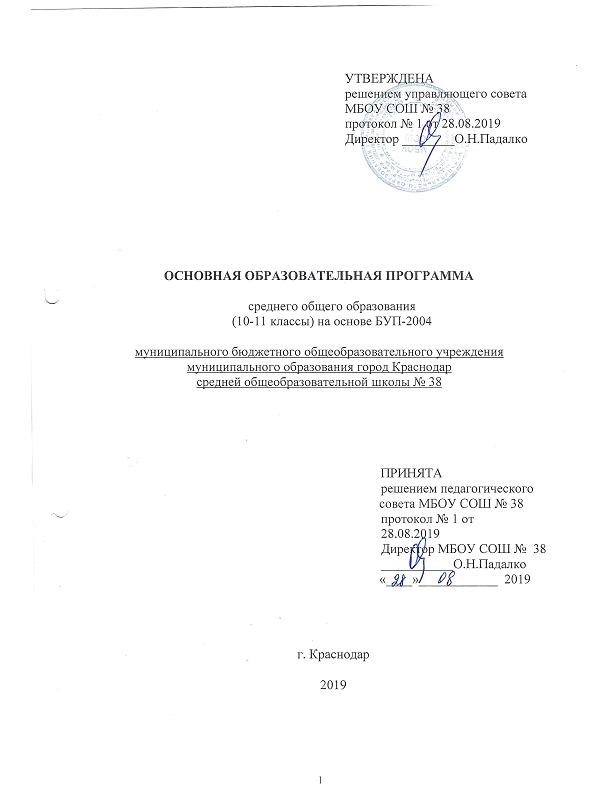 УТВЕРЖДЕНА
решением управляющего совета
МБОУ СОШ № 38
протокол № 1 от 28.08.2019
Директор ________О.Н.Падалко
ОСНОВНАЯ ОБРАЗОВАТЕЛЬНАЯ ПРОГРАММА
среднего общего образования
(10-11 классы) на основе БУП-2004
муниципального бюджетного общеобразовательного учреждения
муниципального образования город Краснодар
средней общеобразовательной школы № 38
ПРИНЯТА
решением педагогического
совета МБОУ СОШ № 38
протокол № 1 от
28.08.2019
Директор МБОУ СОШ № 38
___________О.Н.Падалко
«28» 08 2019
г. Краснодар
2019
1